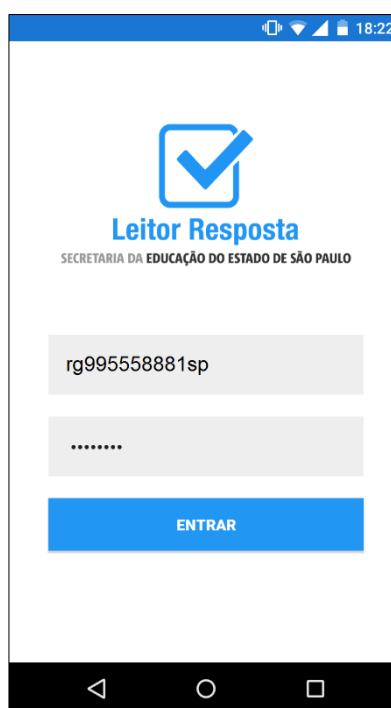 18:22
Leitor Resposta
SECRETARIA DA EDUCAÇÃO DO ESTADO DE SÃO PAULO
rg995558881sp
••••••••
ENTRAR